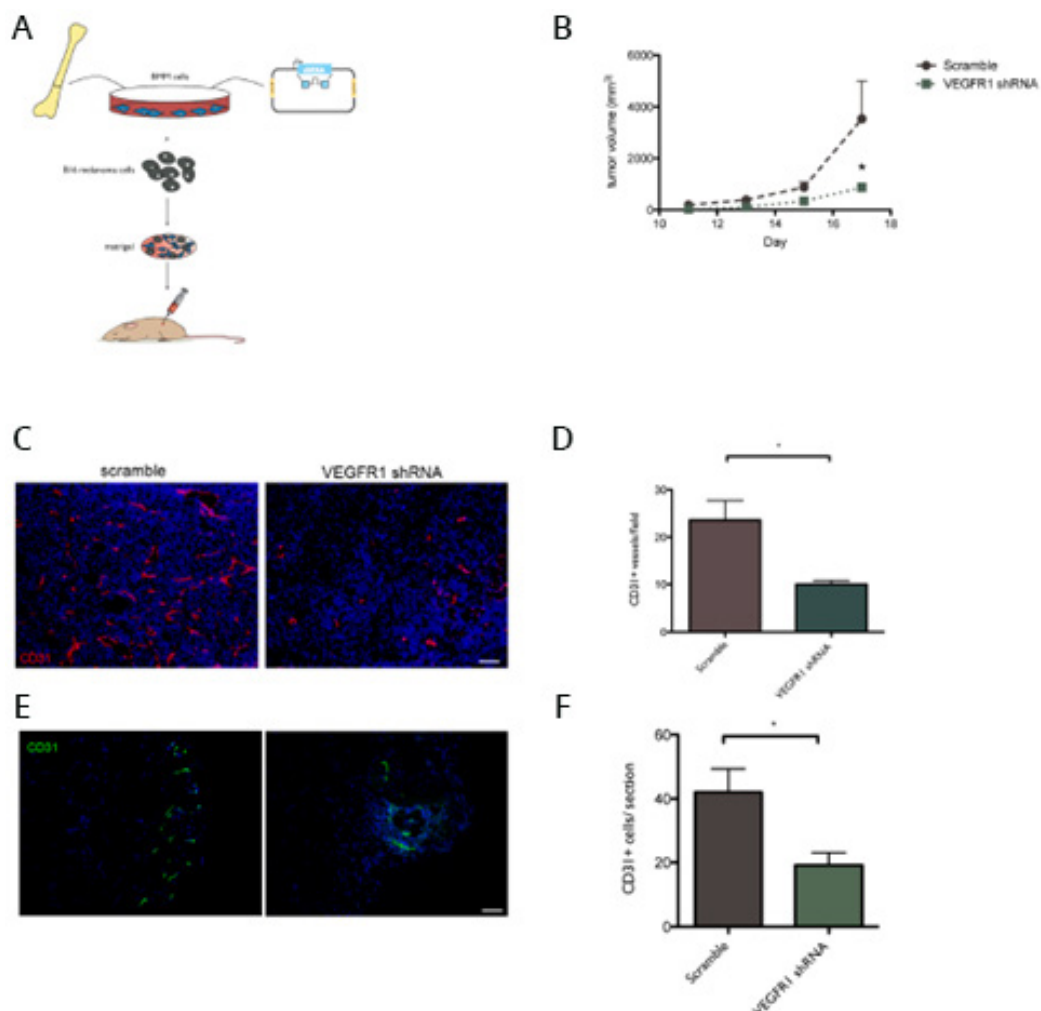 A
BMM cells
+
B16 melanoma cells
matrigel
B
tumor volume (mm³)
6000
4000
2000
0
10
12
14
16
18
Day
Scramble
VEGFR1 shRNA
*
C
scramble
VEGFR1 shRNA
CD31
D
*
CD31+ vessels/field
30
20
10
0
Scramble
VEGFR1 shRNA
E
CD31
F
*
CD31+ cells/ section
60
40
20
0
Scramble
VEGFR1 shRNA